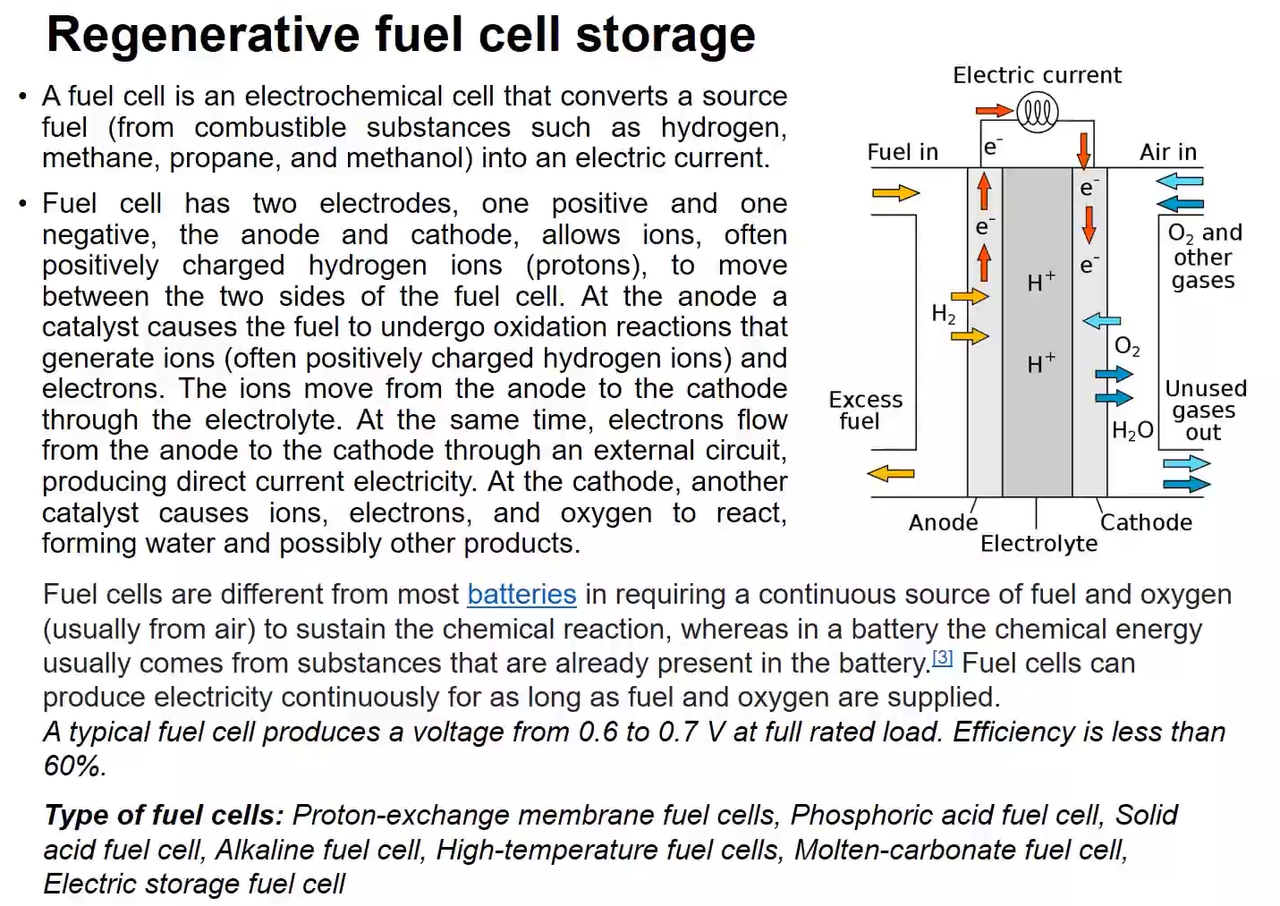 Regenerative fuel cell storage
• A fuel cell is an electrochemical cell that converts a source
fuel (from combustible substances such as hydrogen,
methane, propane, and methanol) into an electric current.
• Fuel cell has two electrodes, one positive and one
negative, the anode and cathode, allows ions, often
positively charged hydrogen ions (protons), to move
between the two sides of the fuel cell. At the anode a
catalyst causes the fuel to undergo oxidation reactions that
generate ions (often positively charged hydrogen ions) and
electrons. The ions move from the anode to the cathode
through the electrolyte. At the same time, electrons flow
from the anode to the cathode through an external circuit,
producing direct current electricity. At the cathode, another
catalyst causes ions, electrons, and oxygen to react,
forming water and possibly other products.
Electric current
e⁻
Fuel in
Air in
e⁻
e⁻
O₂ and
other
gases
e⁻
H⁺
H₂
O₂
H⁺
Excess
fuel
Unused
gases
out
H₂O
Anode
Cathode
Electrolyte
Fuel cells are different from most batteries in requiring a continuous source of fuel and oxygen
(usually from air) to sustain the chemical reaction, whereas in a battery the chemical energy
usually comes from substances that are already present in the battery.[3] Fuel cells can
produce electricity continuously for as long as fuel and oxygen are supplied.
A typical fuel cell produces a voltage from 0.6 to 0.7 V at full rated load. Efficiency is less than
60%.
Type of fuel cells: Proton-exchange membrane fuel cells, Phosphoric acid fuel cell, Solid
acid fuel cell, Alkaline fuel cell, High-temperature fuel cells, Molten-carbonate fuel cell,
Electric storage fuel cell